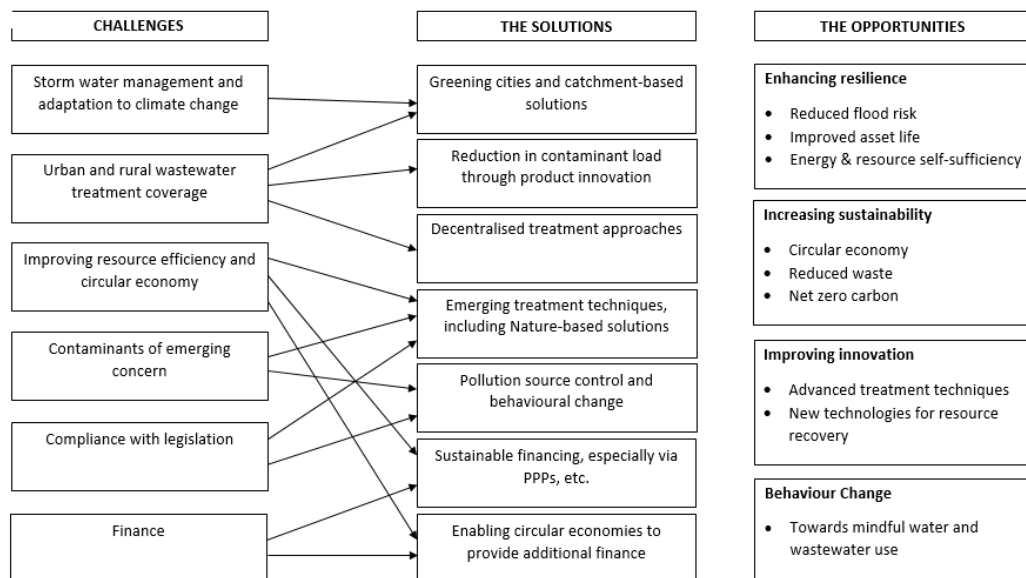 CHALLENGES
Storm water management and
adaptation to climate change
Urban and rural wastewater
treatment coverage
Improving resource efficiency and
circular economy
Contaminants of emerging
concern
Compliance with legislation
Finance
THE SOLUTIONS
Greening cities and catchment-based
solutions
Reduction in contaminant load
through product innovation
Decentralised treatment approaches
Emerging treatment techniques,
including Nature-based solutions
Pollution source control and
behavioural change
Sustainable financing, especially via
PPPs, etc.
Enabling circular economies to
provide additional finance
THE OPPORTUNITIES
Enhancing resilience
• Reduced flood risk
• Improved asset life
• Energy & resource self-sufficiency
Increasing sustainability
• Circular economy
• Reduced waste
• Net zero carbon
Improving innovation
• Advanced treatment techniques
• New technologies for resource
recovery
Behaviour Change
• Towards mindful water and
wastewater use